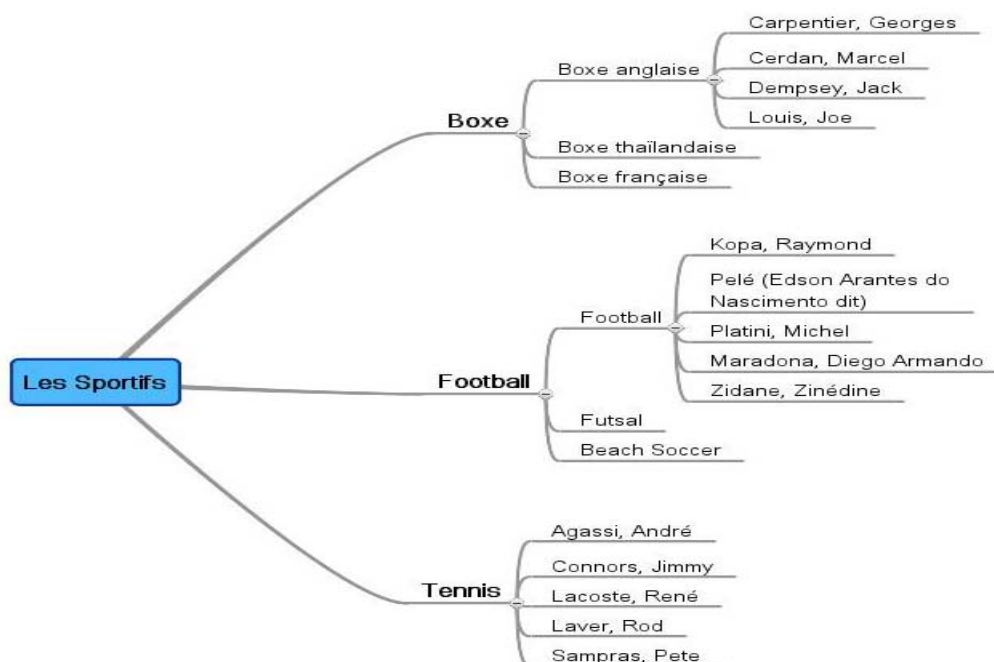 Les Sportifs
Boxe
Boxe anglaise
Carpentier, Georges
Cerdan, Marcel
Dempsey, Jack
Louis, Joe
Boxe thaïlandaise
Boxe française
Football
Football
Kopa, Raymond
Pelé (Edson Arantes do
Nascimento dit)
Platini, Michel
Maradona, Diego Armando
Zidane, Zinédine
Futsal
Beach Soccer
Tennis
Agassi, André
Connors, Jimmy
Lacoste, René
Laver, Rod
Sampras, Pete